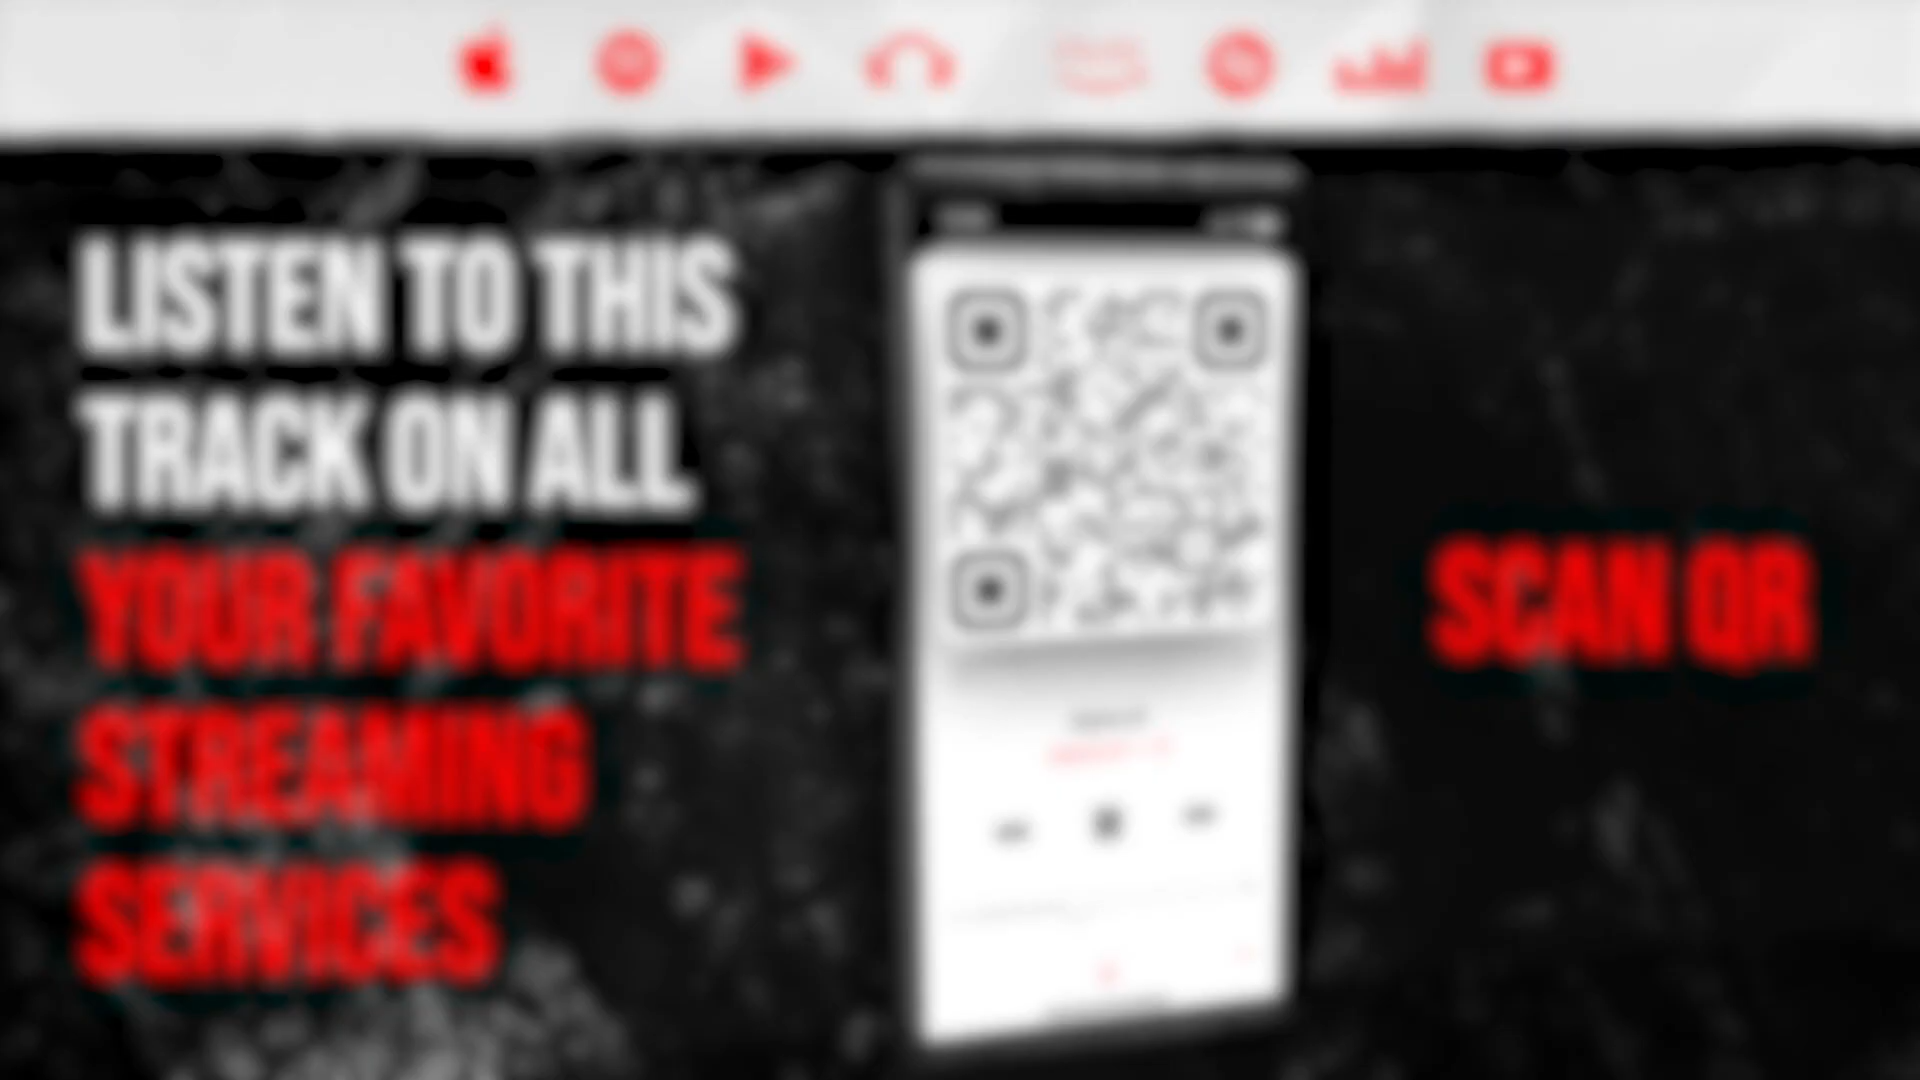 LISTEN TO THIS
TRACK ON ALL
YOUR FAVORITE
STREAMING
SERVICES
SCAN QR